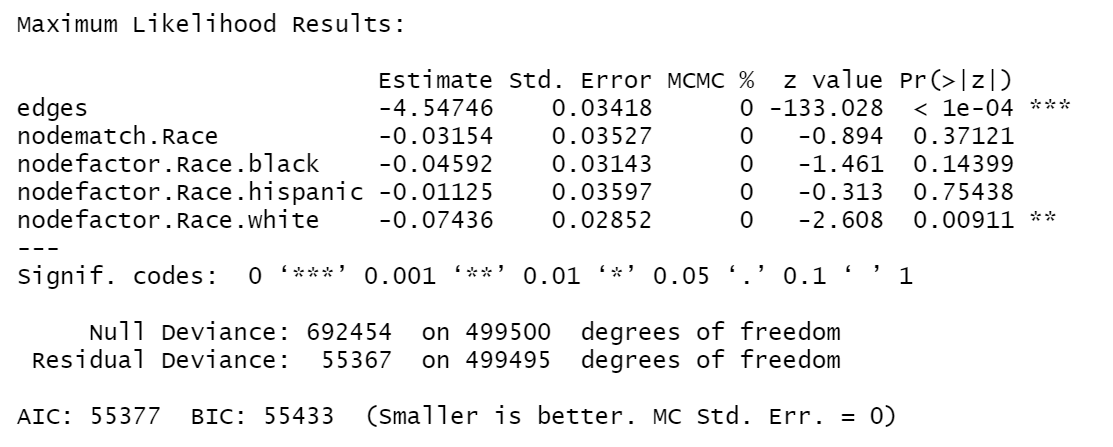 Maximum Likelihood Results:
Estimate Std. Error MCMC % z value Pr(>|z|)
edges -4.54746 0.03418 0 -133.028 < 1e-04 ***
nodematch.Race -0.03154 0.03527 0 -0.894 0.37121
nodefactor.Race.black -0.04592 0.03143 0 -1.461 0.14399
nodefactor.Race.hispanic -0.01125 0.03597 0 -0.313 0.75438
nodefactor.Race.white -0.07436 0.02852 0 -2.608 0.00911 **
---
Signif. codes: 0 ‘***’ 0.001 ‘**’ 0.01 ‘*’ 0.05 ‘.’ 0.1 ‘ ’ 1
Null Deviance: 692454 on 499500 degrees of freedom
Residual Deviance: 55367 on 499495 degrees of freedom
AIC: 55377 BIC: 55433 (Smaller is better. MC Std. Err. = 0)